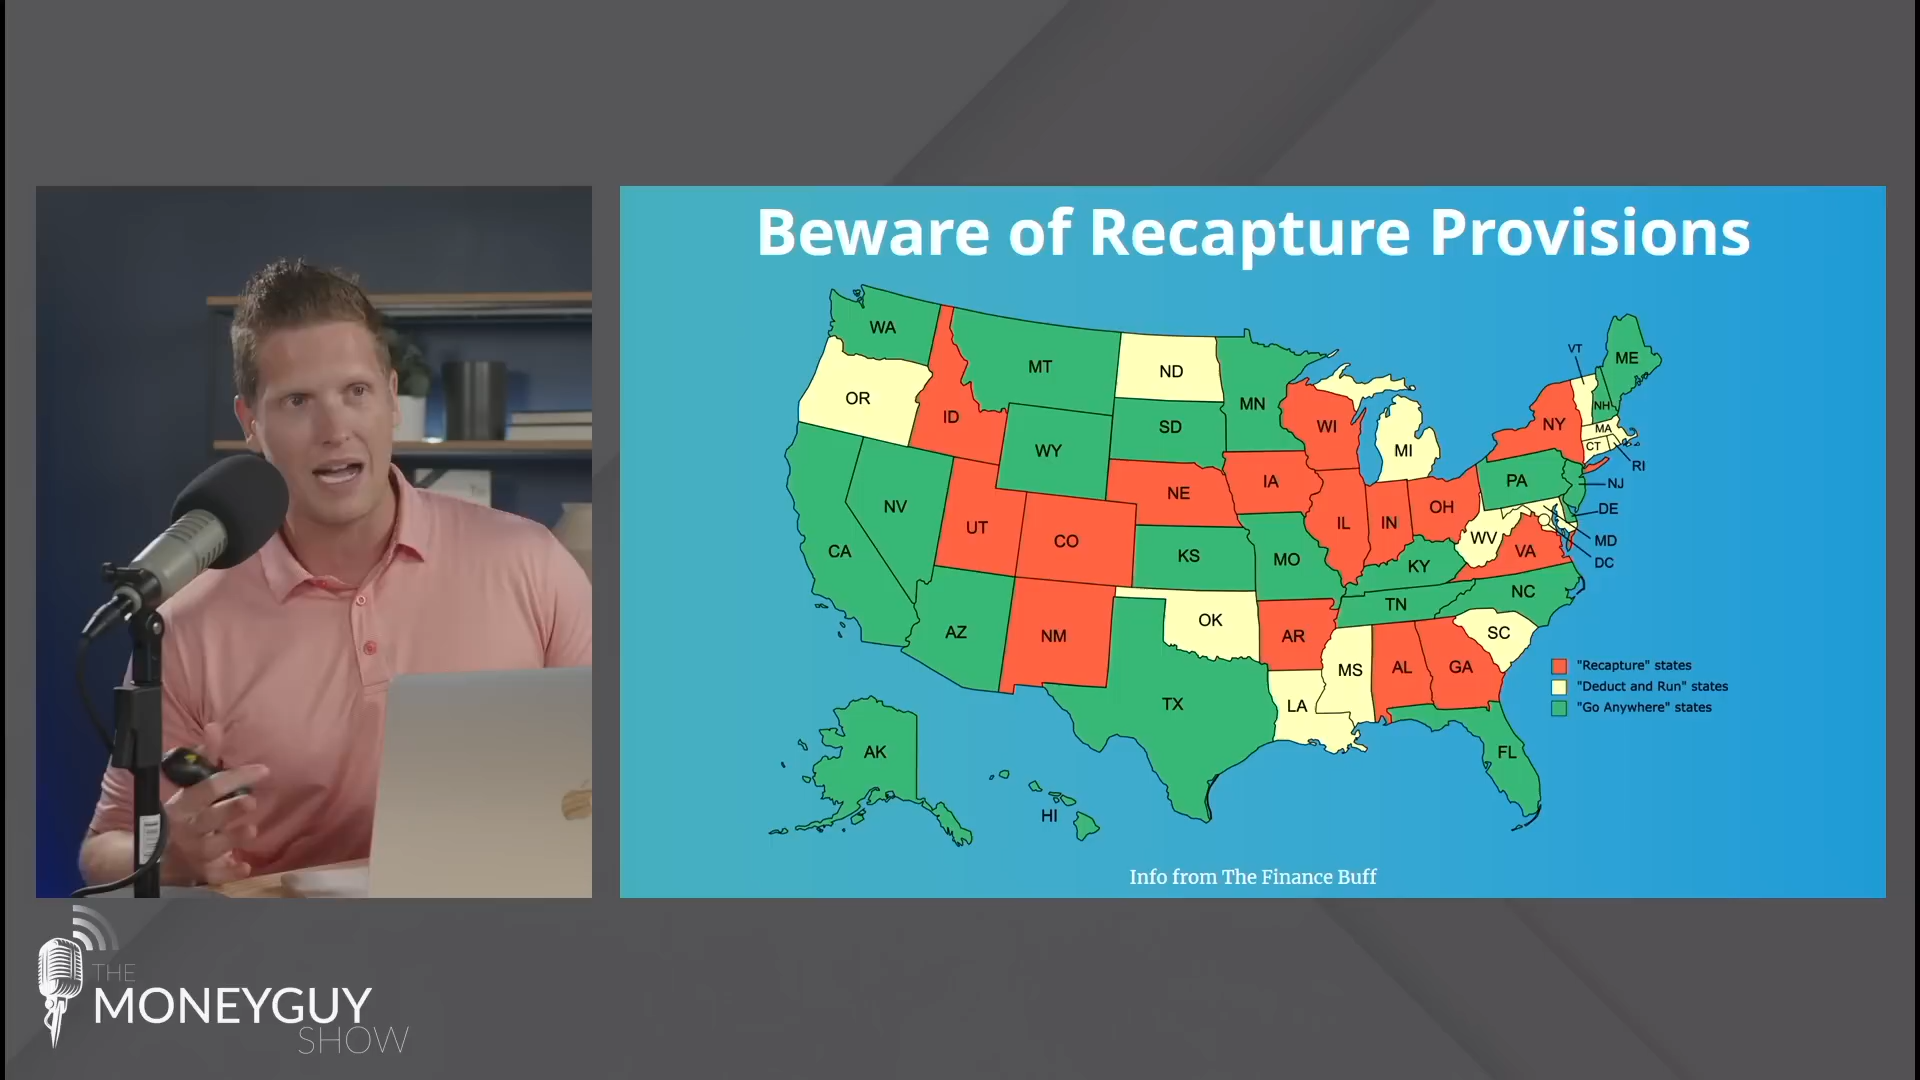 Beware of Recapture Provisions
WA
MT
ND
MN
OR
ID
WY
SD
WI
MI
VT
ME
NH
NY
MA
CT
RI
NV
UT
CO
NE
IA
IL
IN
OH
PA
NJ
DE
MD
DC
CA
KS
MO
KY
WV
VA
NC
TN
AZ
NM
OK
AR
SC
MS
AL
GA
LA
TX
FL
AK
HI
"Recapture" states
"Deduct and Run" states
"Go Anywhere" states
Info from The Finance Buff
THE
MONEYGUY
SHOW